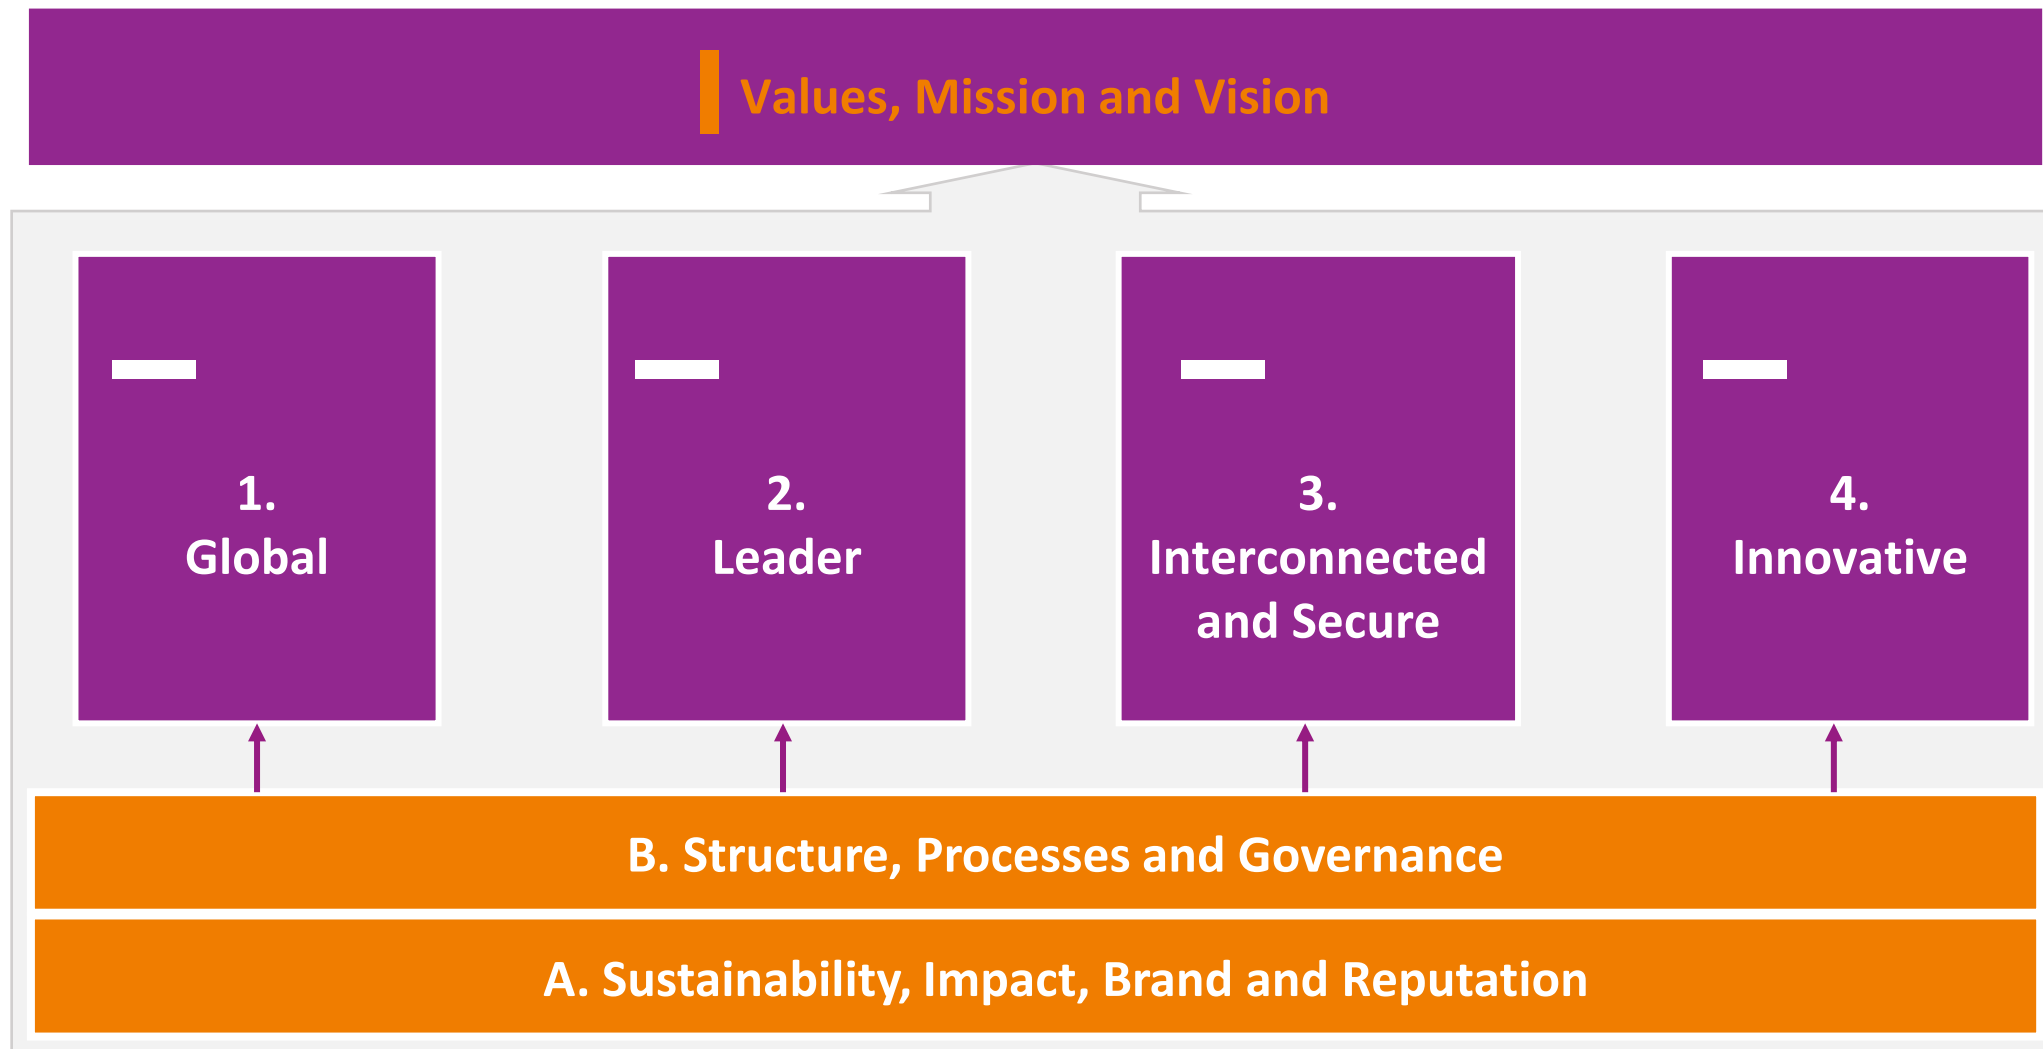 Values, Mission and Vision
1.
Global
2.
Leader
3.
Interconnected
and Secure
4.
Innovative
B. Structure, Processes and Governance
A. Sustainability, Impact, Brand and Reputation